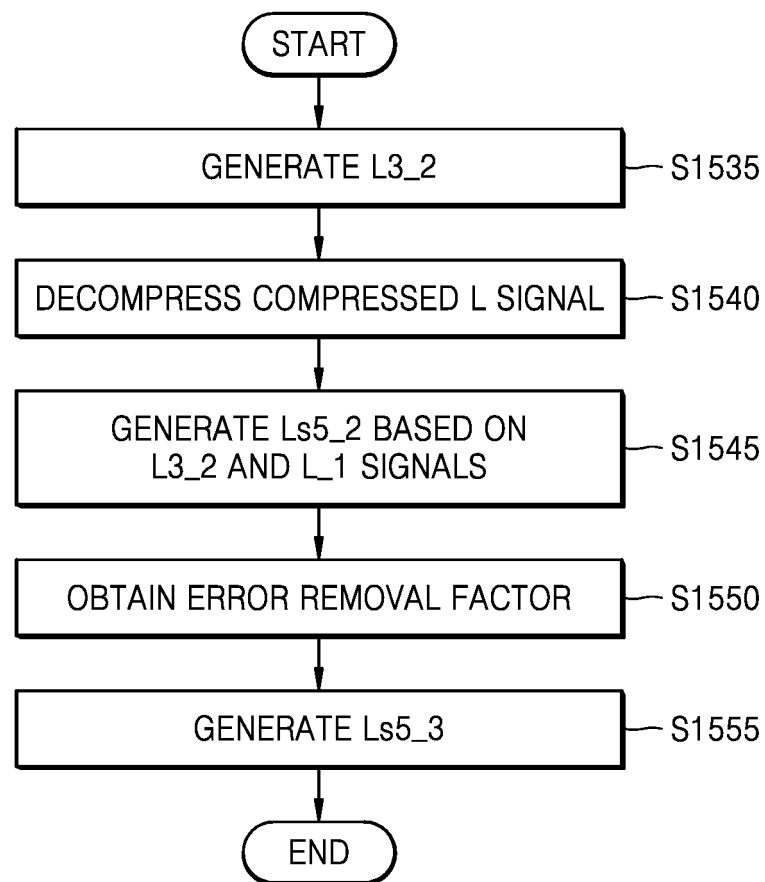 START
GENERATE L3_2
S1535
DECOMPRESS COMPRESSED L SIGNAL
S1540
GENERATE Ls5_2 BASED ON
L3_2 AND L_1 SIGNALS
S1545
OBTAIN ERROR REMOVAL FACTOR
S1550
GENERATE Ls5_3
S1555
END